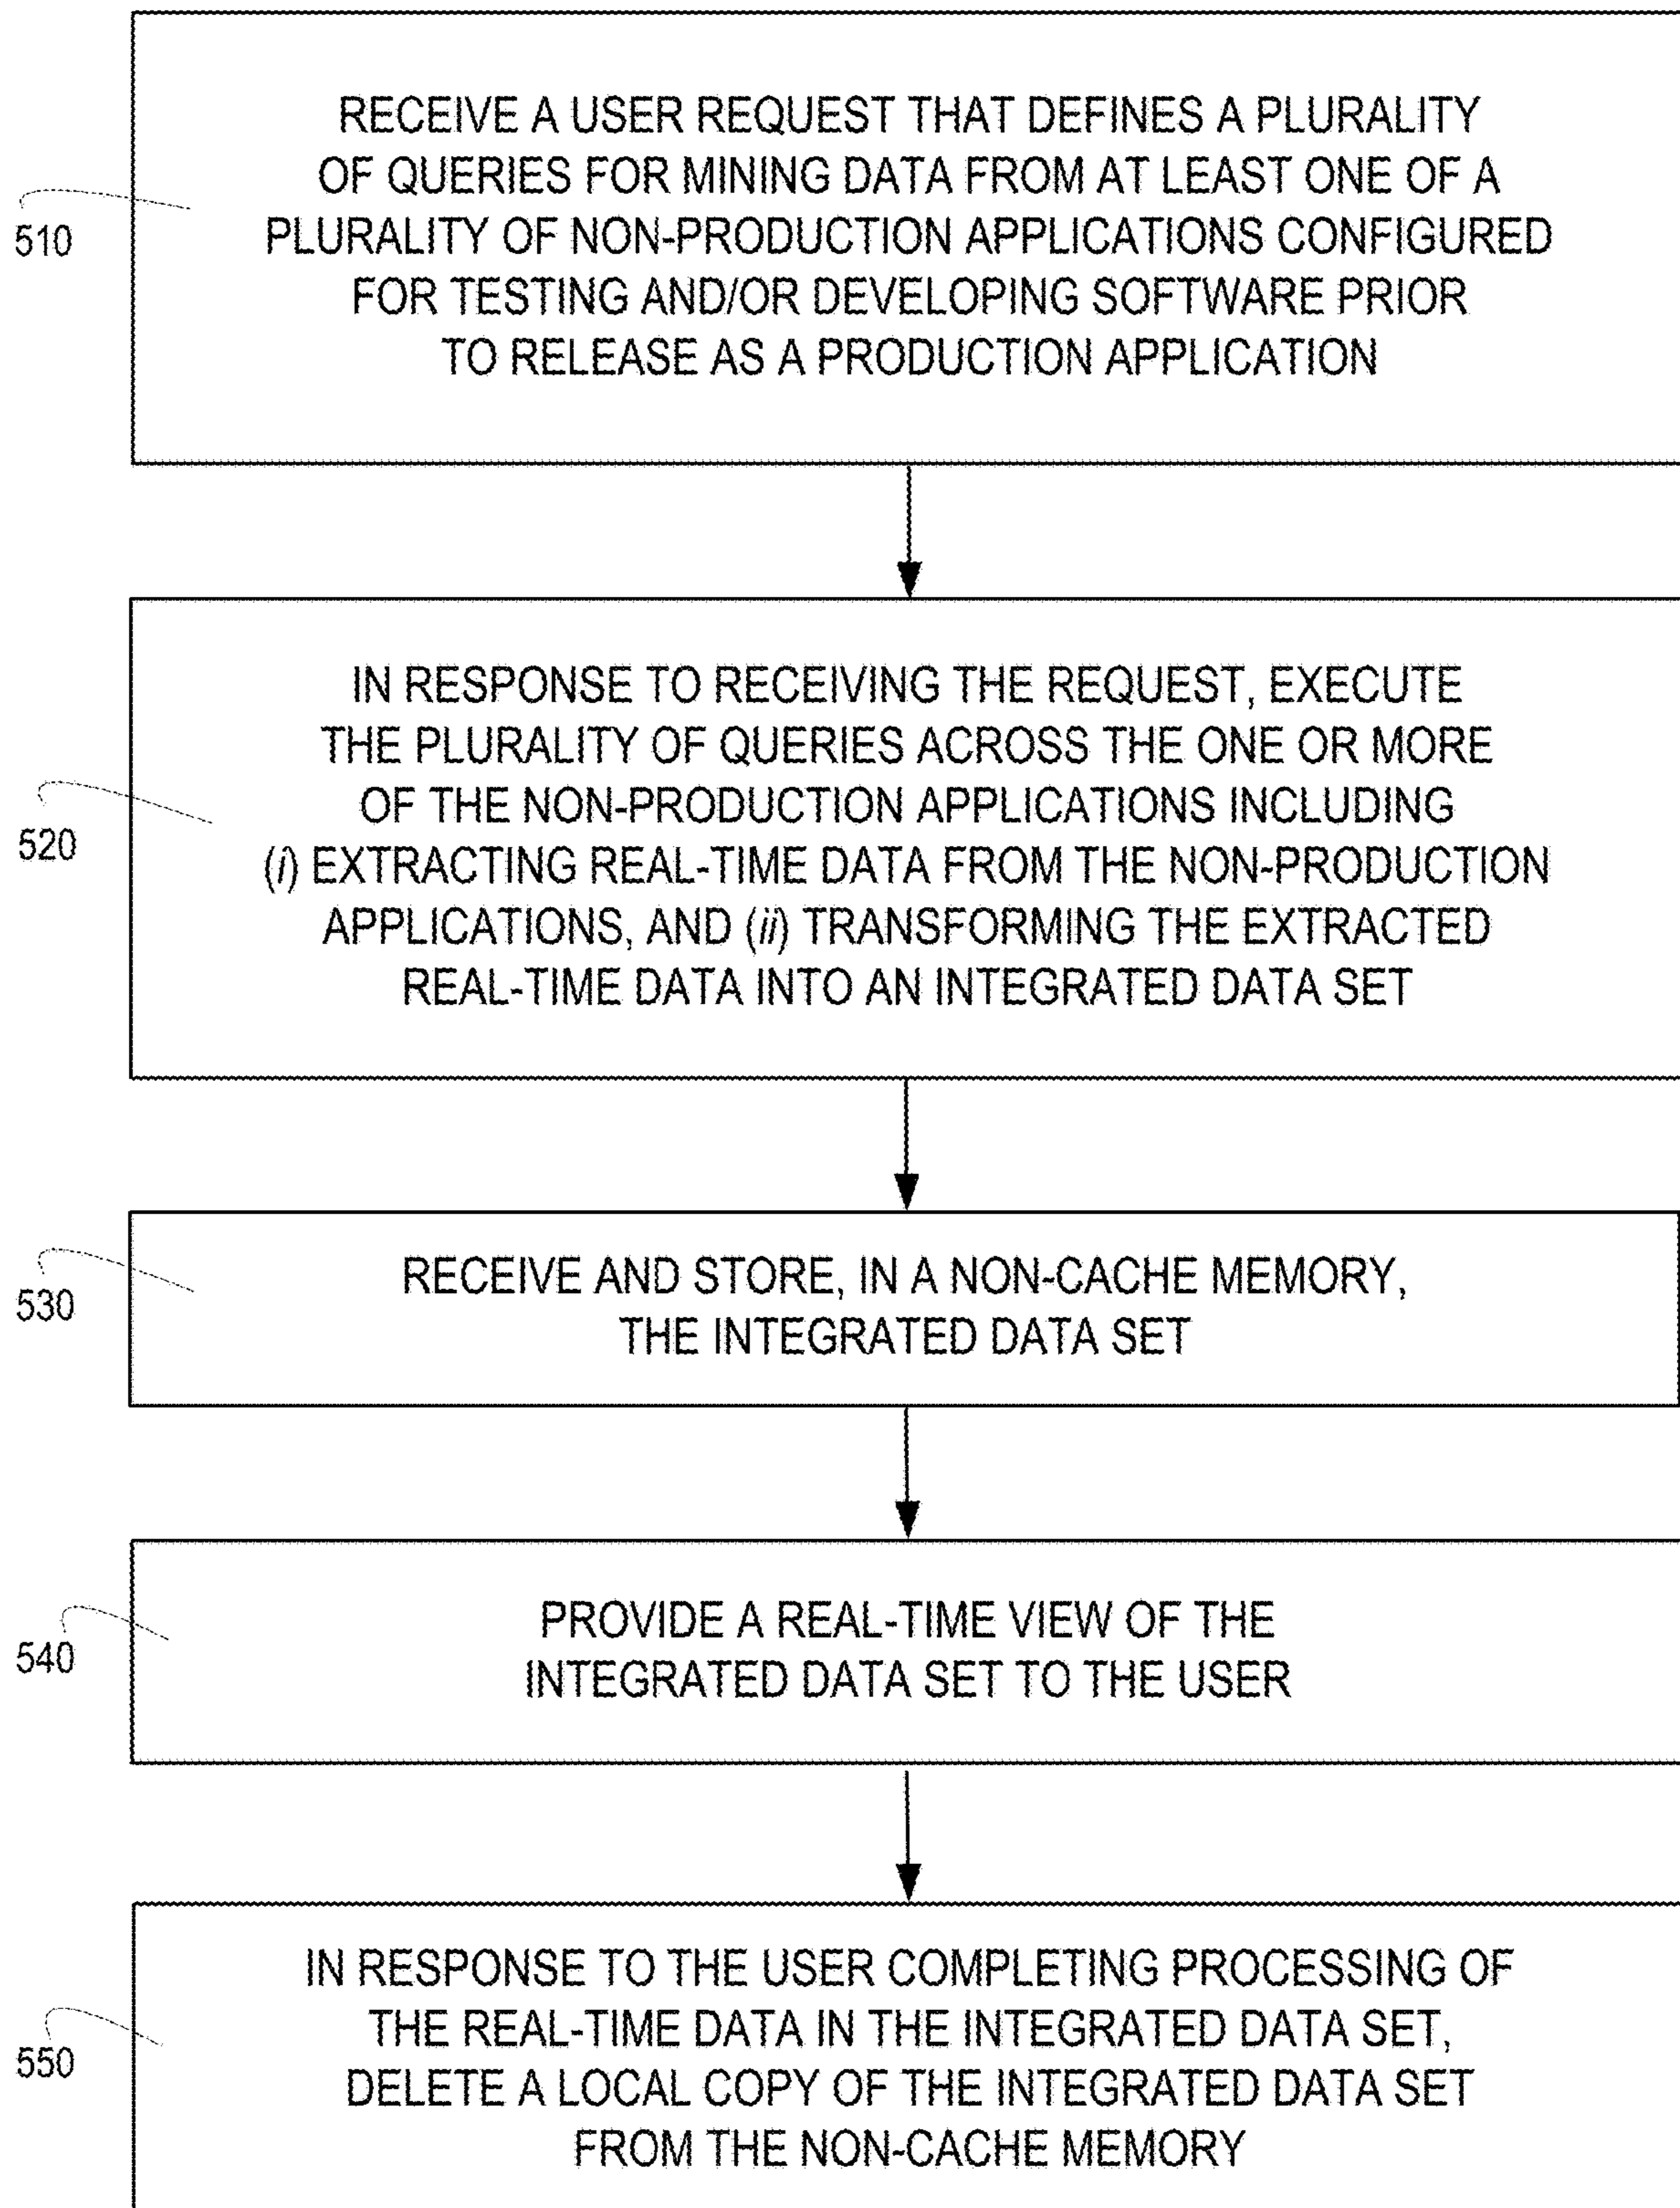 RECEIVE A USER REQUEST THAT DEFINES A PLURALITY
OF QUERIES FOR MINING DATA FROM AT LEAST ONE OF A
PLURALITY OF NON-PRODUCTION APPLICATIONS CONFIGURED
FOR TESTING AND/OR DEVELOPING SOFTWARE PRIOR
TO RELEASE AS A PRODUCTION APPLICATION
510
IN RESPONSE TO RECEIVING THE REQUEST, EXECUTE
THE PLURALITY OF QUERIES ACROSS THE ONE OR MORE
OF THE NON-PRODUCTION APPLICATIONS INCLUDING
(i) EXTRACTING REAL-TIME DATA FROM THE NON-PRODUCTION
APPLICATIONS, AND (ii) TRANSFORMING THE EXTRACTED
REAL-TIME DATA INTO AN INTEGRATED DATA SET
520
RECEIVE AND STORE, IN A NON-CACHE MEMORY,
THE INTEGRATED DATA SET
530
PROVIDE A REAL-TIME VIEW OF THE
INTEGRATED DATA SET TO THE USER
540
IN RESPONSE TO THE USER COMPLETING PROCESSING OF
THE REAL-TIME DATA IN THE INTEGRATED DATA SET,
DELETE A LOCAL COPY OF THE INTEGRATED DATA SET
FROM THE NON-CACHE MEMORY
550